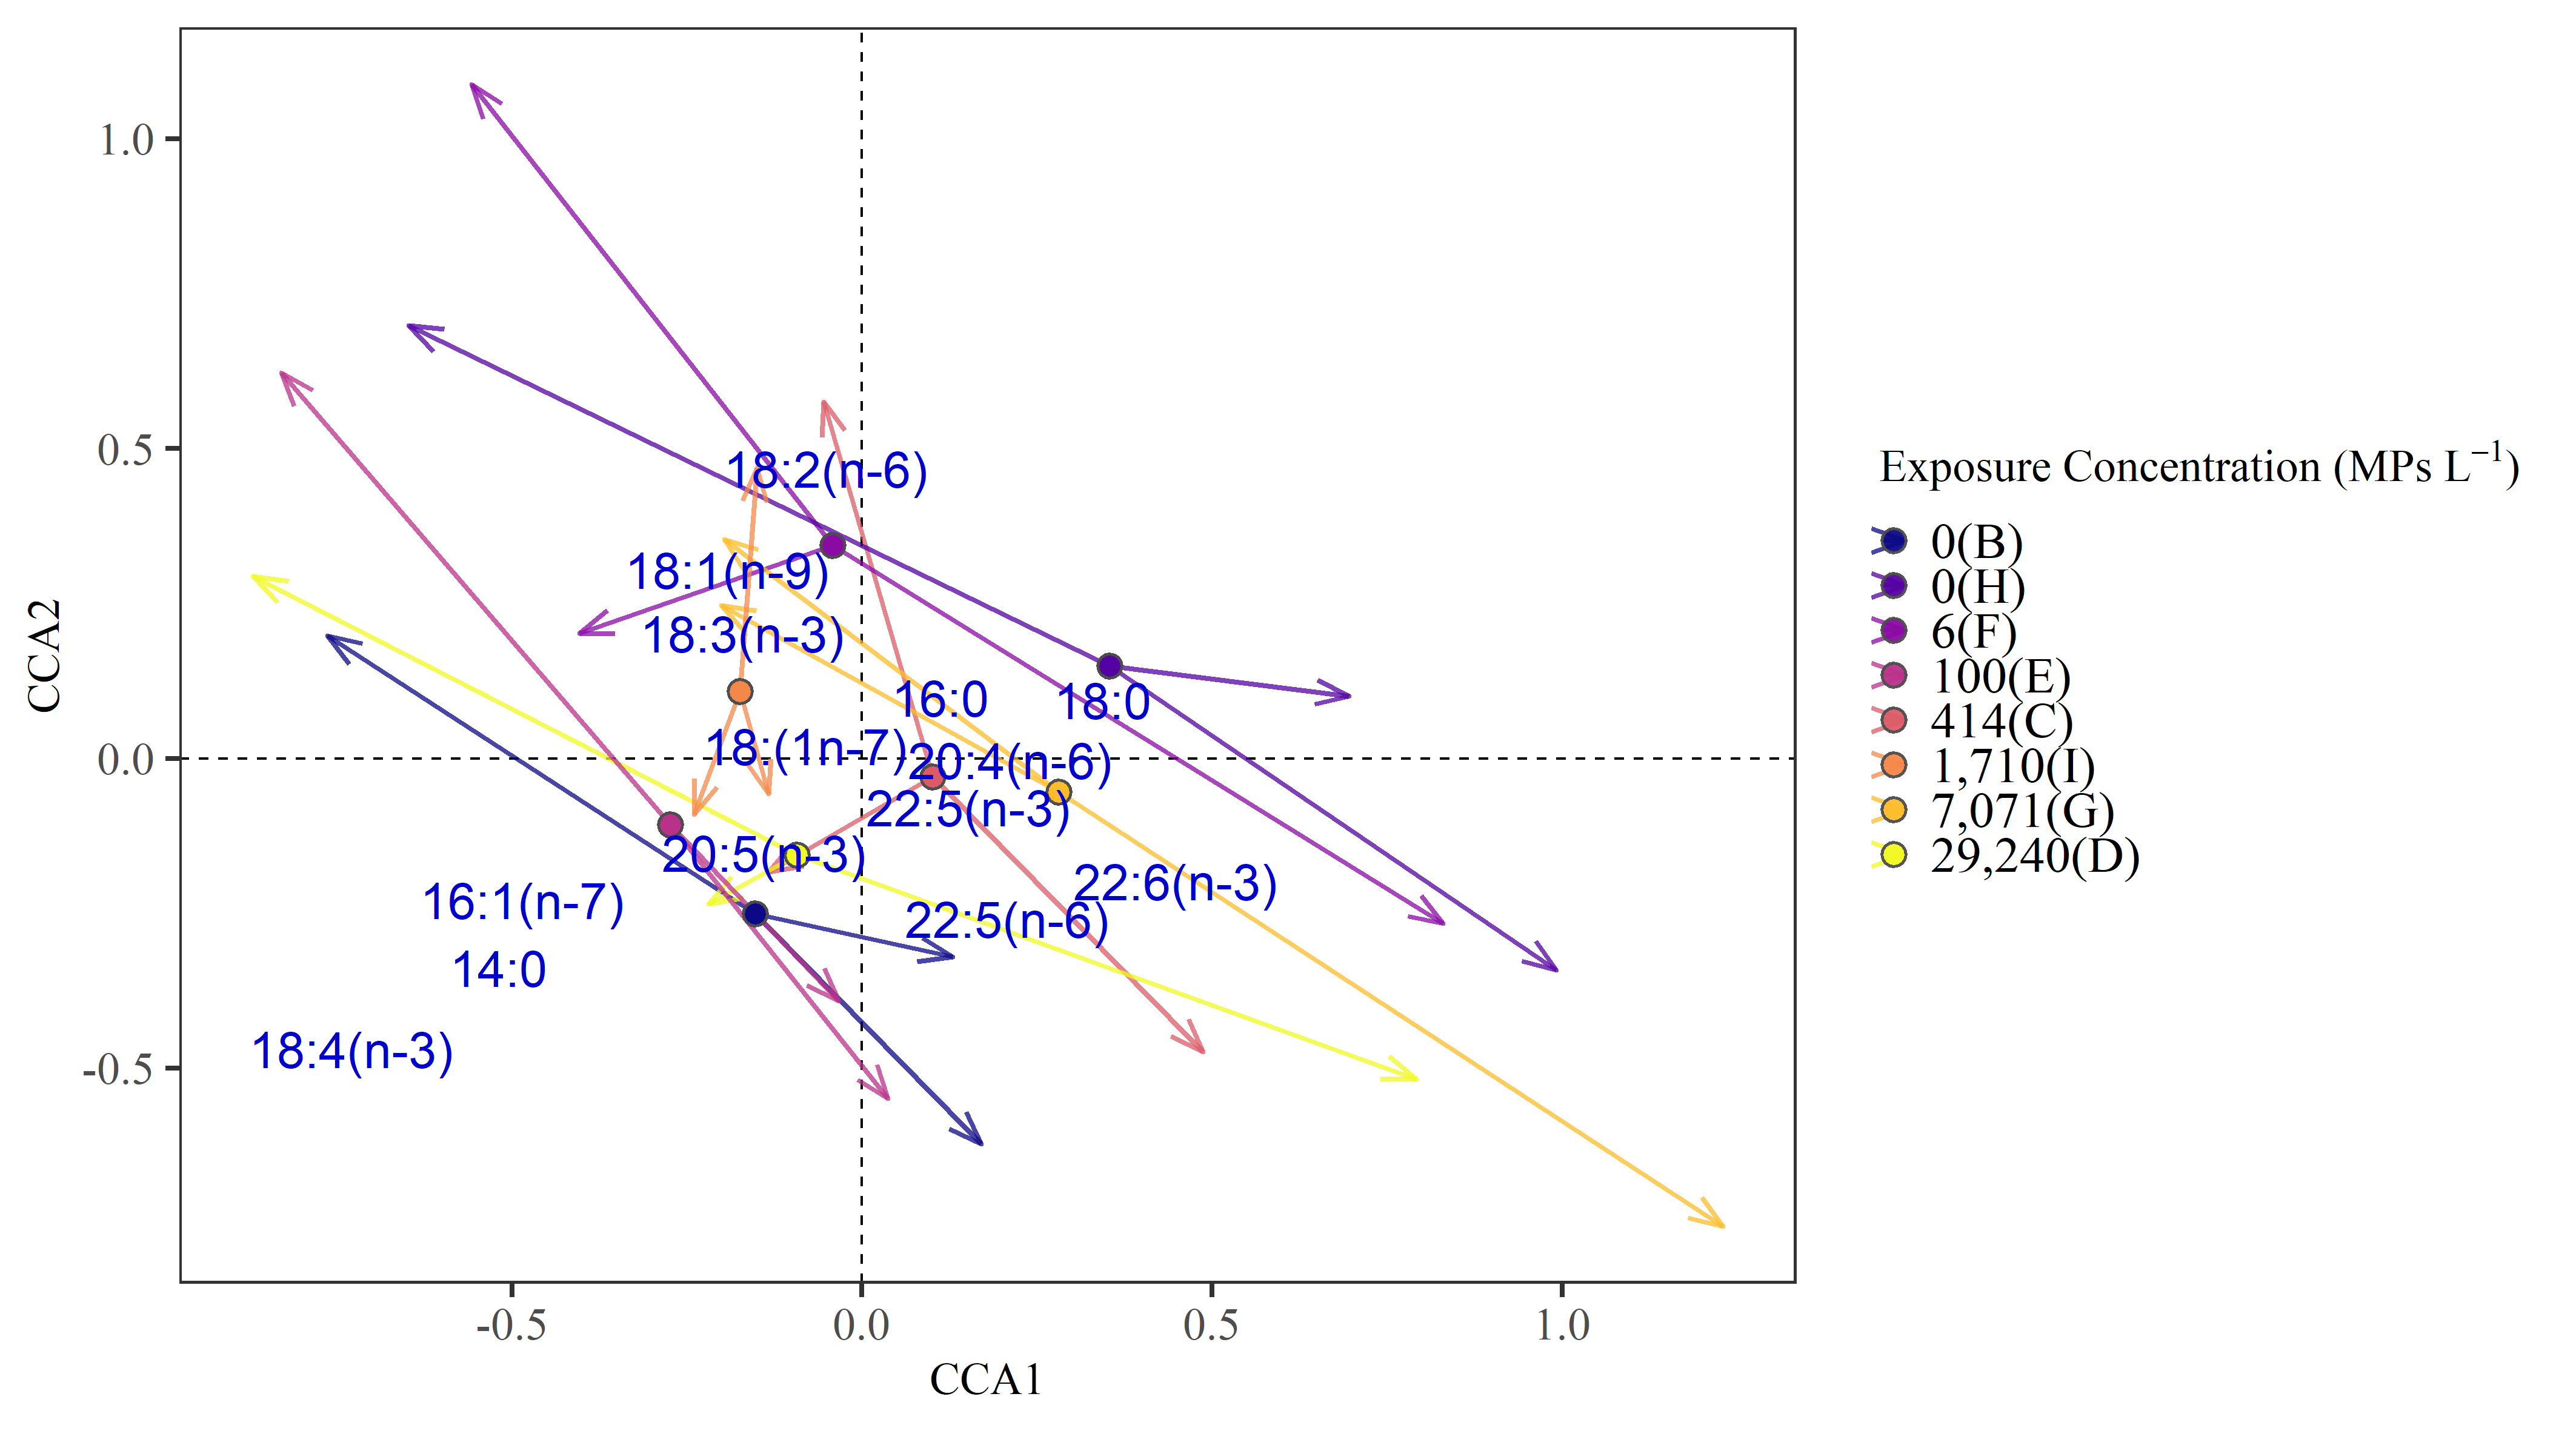 1.0
0.5
0.0
-0.5
CCA2
-0.5
0.0
0.5
1.0
CCA1
18:2(n-6)
18:1(n-9)
18:3(n-3)
16:0
18:0
18:(1n-7)
20:4(n-6)
22:5(n-3)
20:5(n-3)
22:6(n-3)
16:1(n-7)
22:5(n-6)
14:0
18:4(n-3)
Exposure Concentration (MPs L⁻¹)
0(B)
0(H)
6(F)
100(E)
414(C)
1,710(I)
7,071(G)
29,240(D)